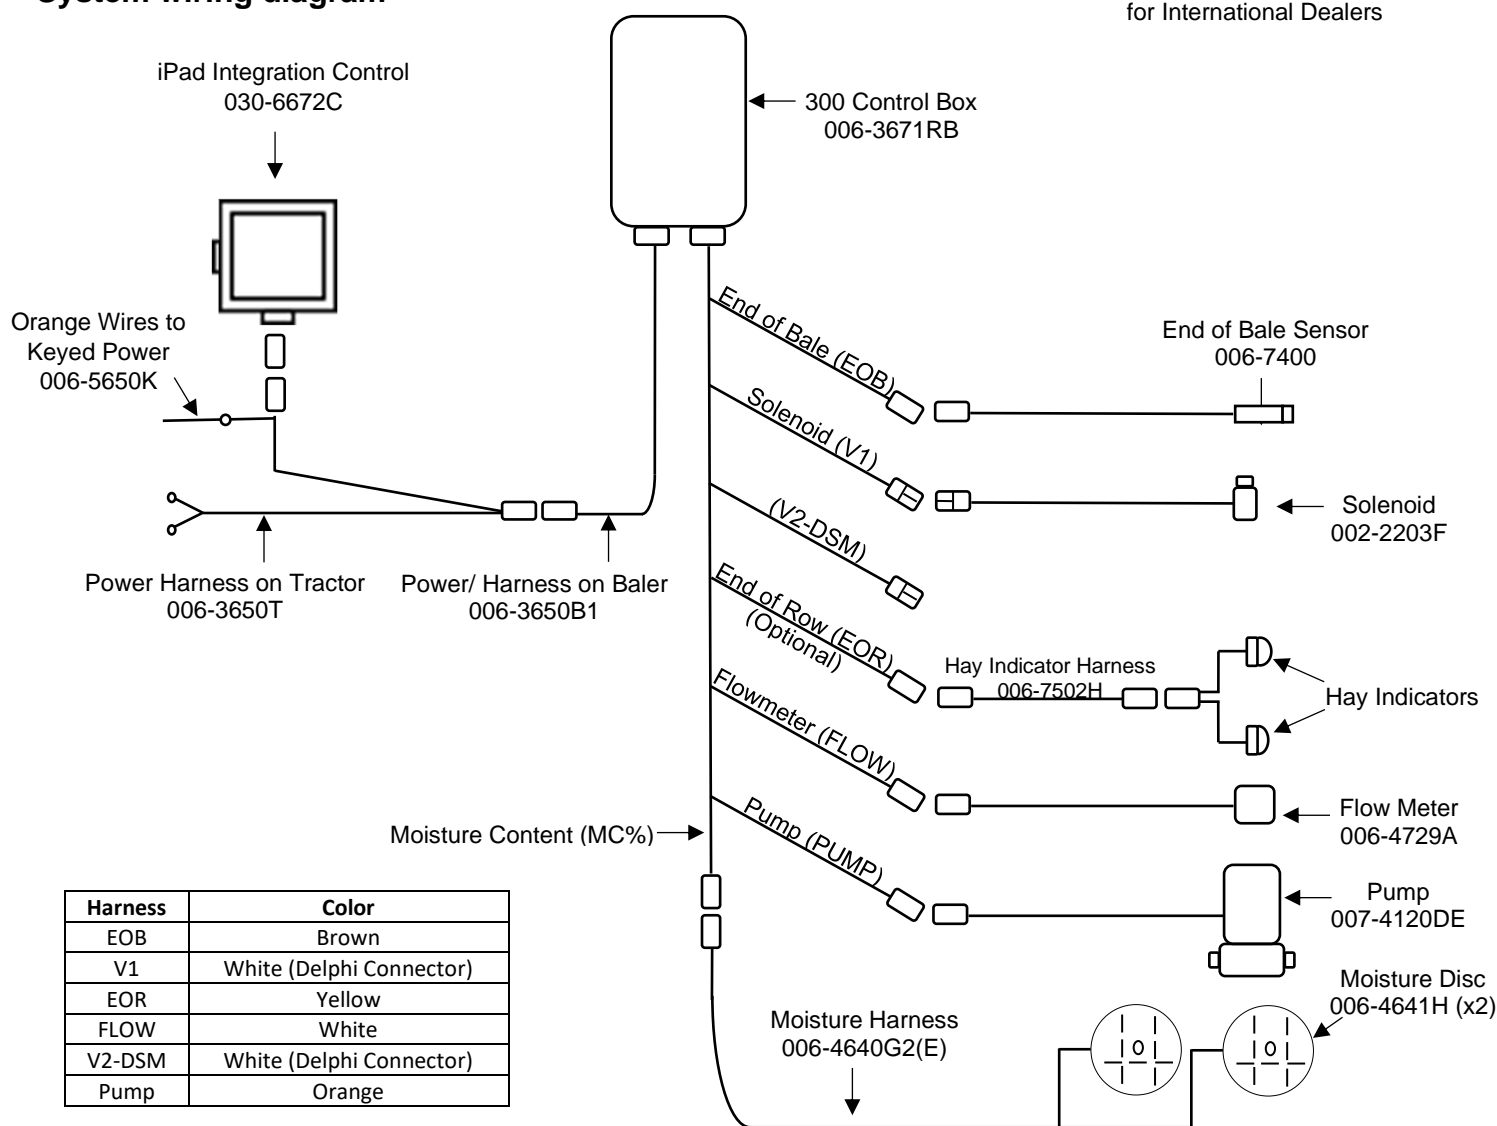 System wiring diagram
for International Dealers
iPad Integration Control
030-6672C
300 Control Box
006-3671RB
Orange Wires to
Keyed Power
006-5650K
End of Bale (EOB)
End of Bale Sensor
006-7400
Solenoid (V1)
Solenoid
002-2203F
(V2-DSM)
Power Harness on Tractor
006-3650T
Power/ Harness on Baler
006-3650B1
End of Row (EOR)
(Optional)
Hay Indicator Harness
006-7502H
Hay Indicators
Flowmeter (FLOW)
Flow Meter
006-4729A
Moisture Content (MC%)
Pump (PUMP)
Pump
007-4120DE
Harness Color
EOB Brown
V1 White (Delphi Connector)
EOR Yellow
FLOW White
V2-DSM White (Delphi Connector)
Pump Orange
Moisture Disc
006-4641H (x2)
Moisture Harness
006-4640G2(E)